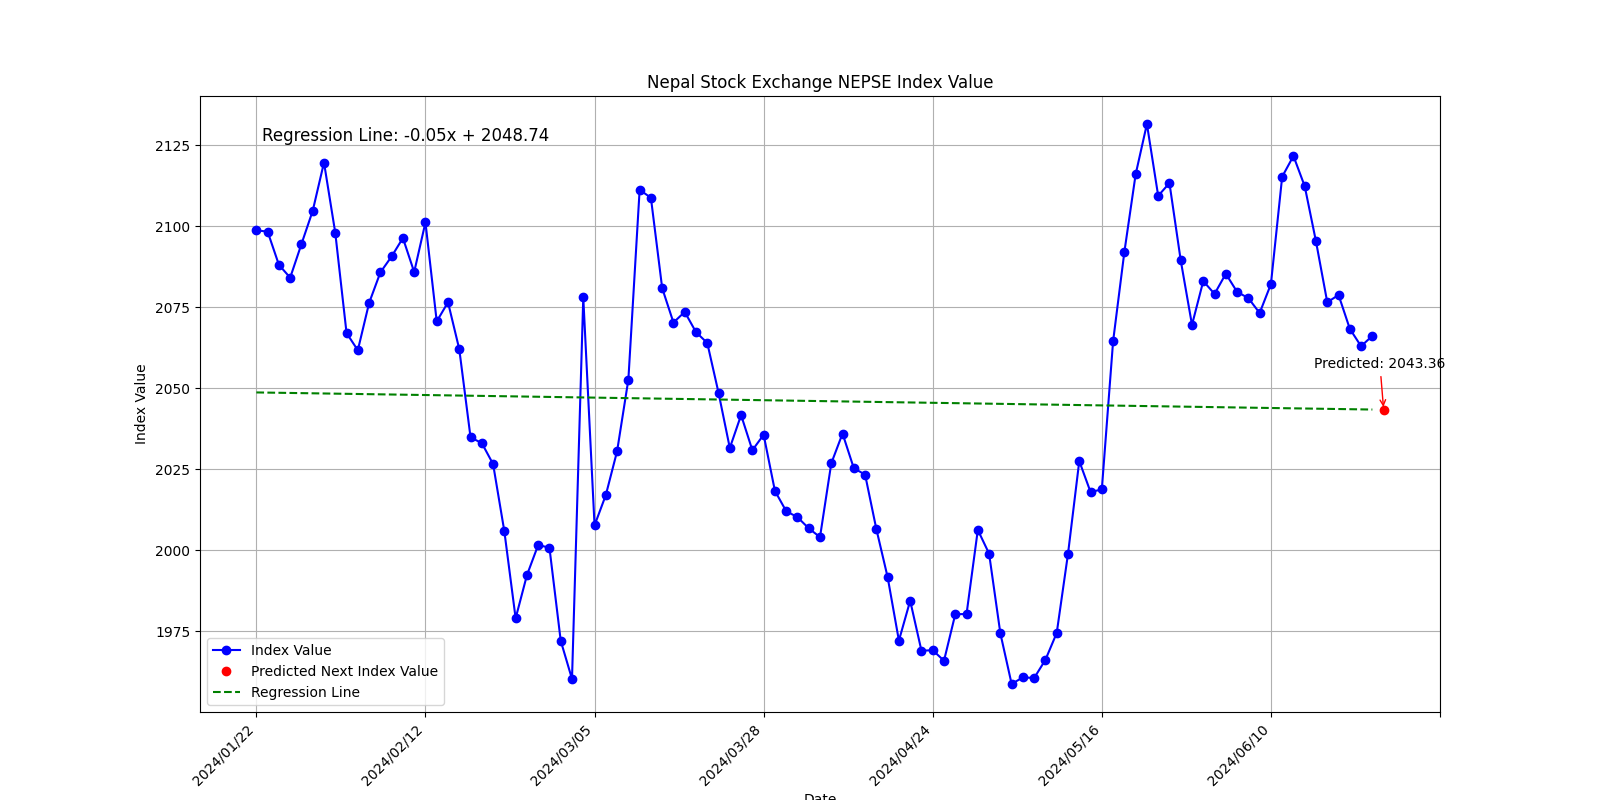 Nepal Stock Exchange NEPSE Index Value
Regression Line: -0.05x + 2048.74
2125
2100
2075
2050
2025
2000
1975
Index Value
Predicted: 2043.36
Index Value
Predicted Next Index Value
Regression Line
2024/01/22
2024/02/12
2024/03/05
2024/03/28
2024/04/24
2024/05/16
2024/06/10
Date